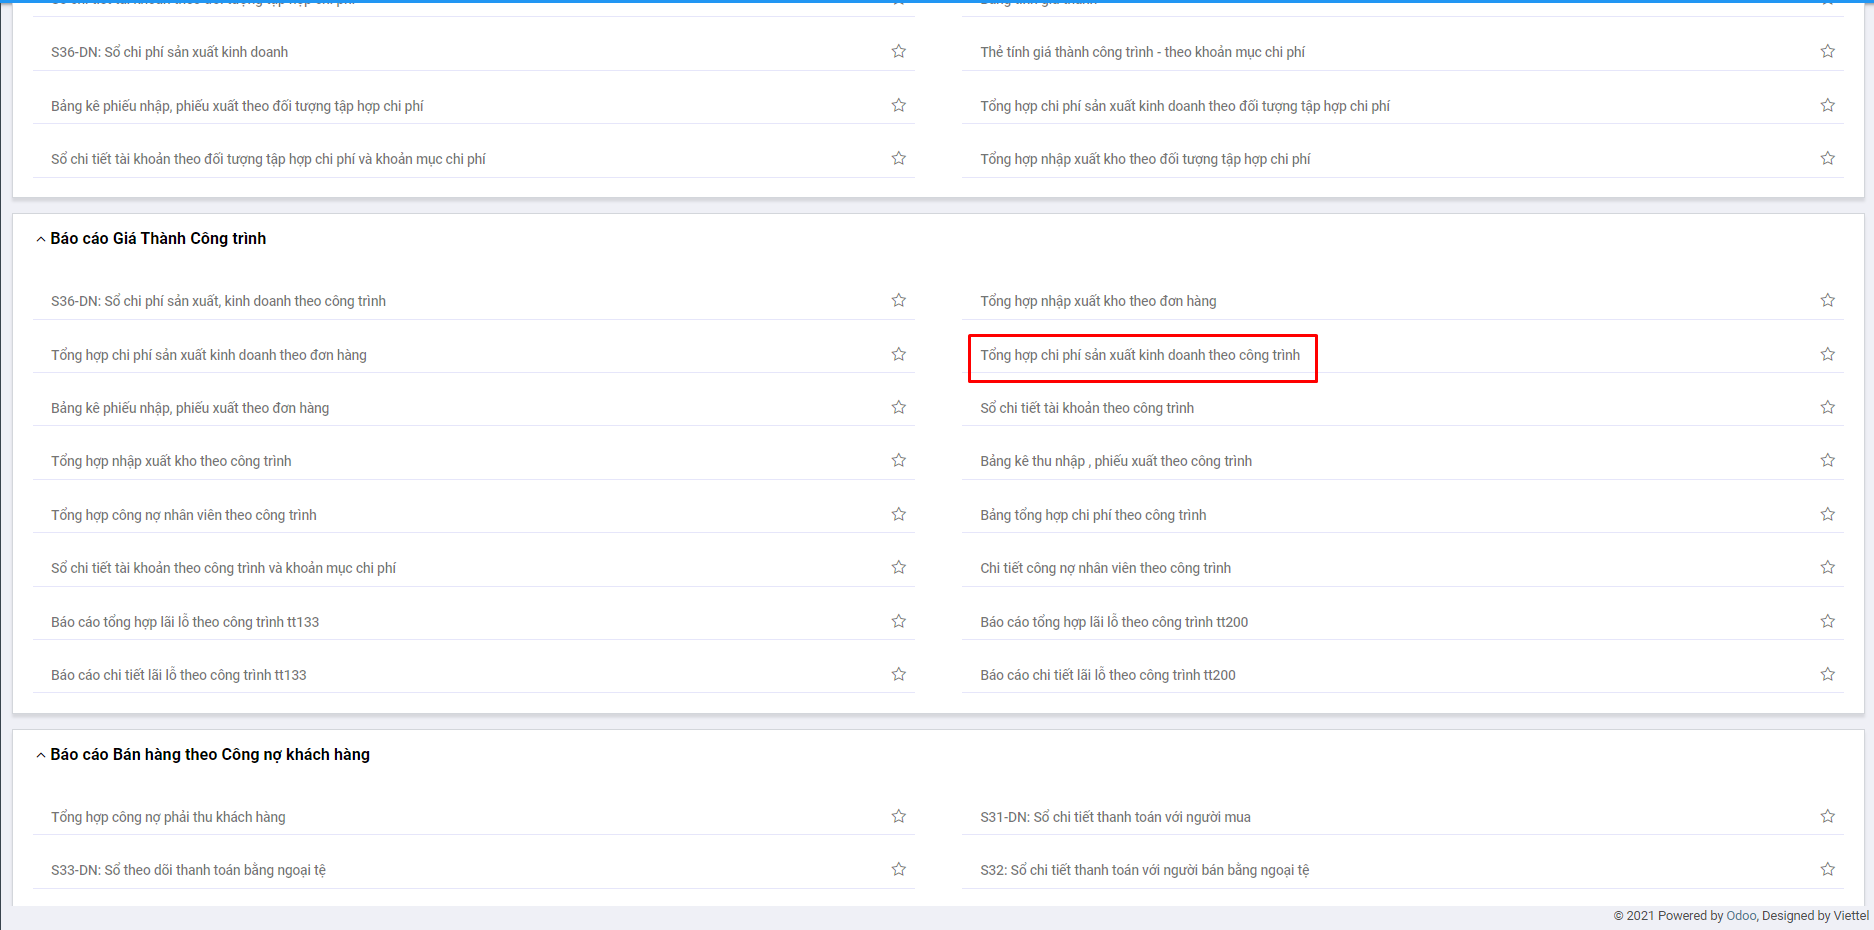 S36-DN: Sổ chi phí sản xuất kinh doanh
Thẻ tính giá thành công trình - theo khoản mục chi phí
Bảng kê phiếu nhập, phiếu xuất theo đối tượng tập hợp chi phí
Tổng hợp chi phí sản xuất kinh doanh theo đối tượng tập hợp chi phí
Sổ chi tiết tài khoản theo đối tượng tập hợp chi phí và khoản mục chi phí
Tổng hợp nhập xuất kho theo đối tượng tập hợp chi phí
Báo cáo Giá Thành Công trình
S36-DN: Sổ chi phí sản xuất, kinh doanh theo công trình
Tổng hợp nhập xuất kho theo đơn hàng
Tổng hợp chi phí sản xuất kinh doanh theo đơn hàng
Tổng hợp chi phí sản xuất kinh doanh theo công trình
Bảng kê phiếu nhập, phiếu xuất theo đơn hàng
Sổ chi tiết tài khoản theo công trình
Tổng hợp nhập xuất kho theo công trình
Bảng kê thu nhập , phiếu xuất theo công trình
Tổng hợp công nợ nhân viên theo công trình
Bảng tổng hợp chi phí theo công trình
Sổ chi tiết tài khoản theo công trình và khoản mục chi phí
Chi tiết công nợ nhân viên theo công trình
Báo cáo tổng hợp lãi lỗ theo công trình tt133
Báo cáo tổng hợp lãi lỗ theo công trình tt200
Báo cáo chi tiết lãi lỗ theo công trình tt133
Báo cáo chi tiết lãi lỗ theo công trình tt200
Báo cáo Bán hàng theo Công nợ khách hàng
Tổng hợp công nợ phải thu khách hàng
S31-DN: Sổ chi tiết thanh toán với người mua
S33-DN: Sổ theo dõi thanh toán bằng ngoại tệ
S32: Sổ chi tiết thanh toán với người bán bằng ngoại tệ
© 2021 Powered by Odoo, Designed by Viettel